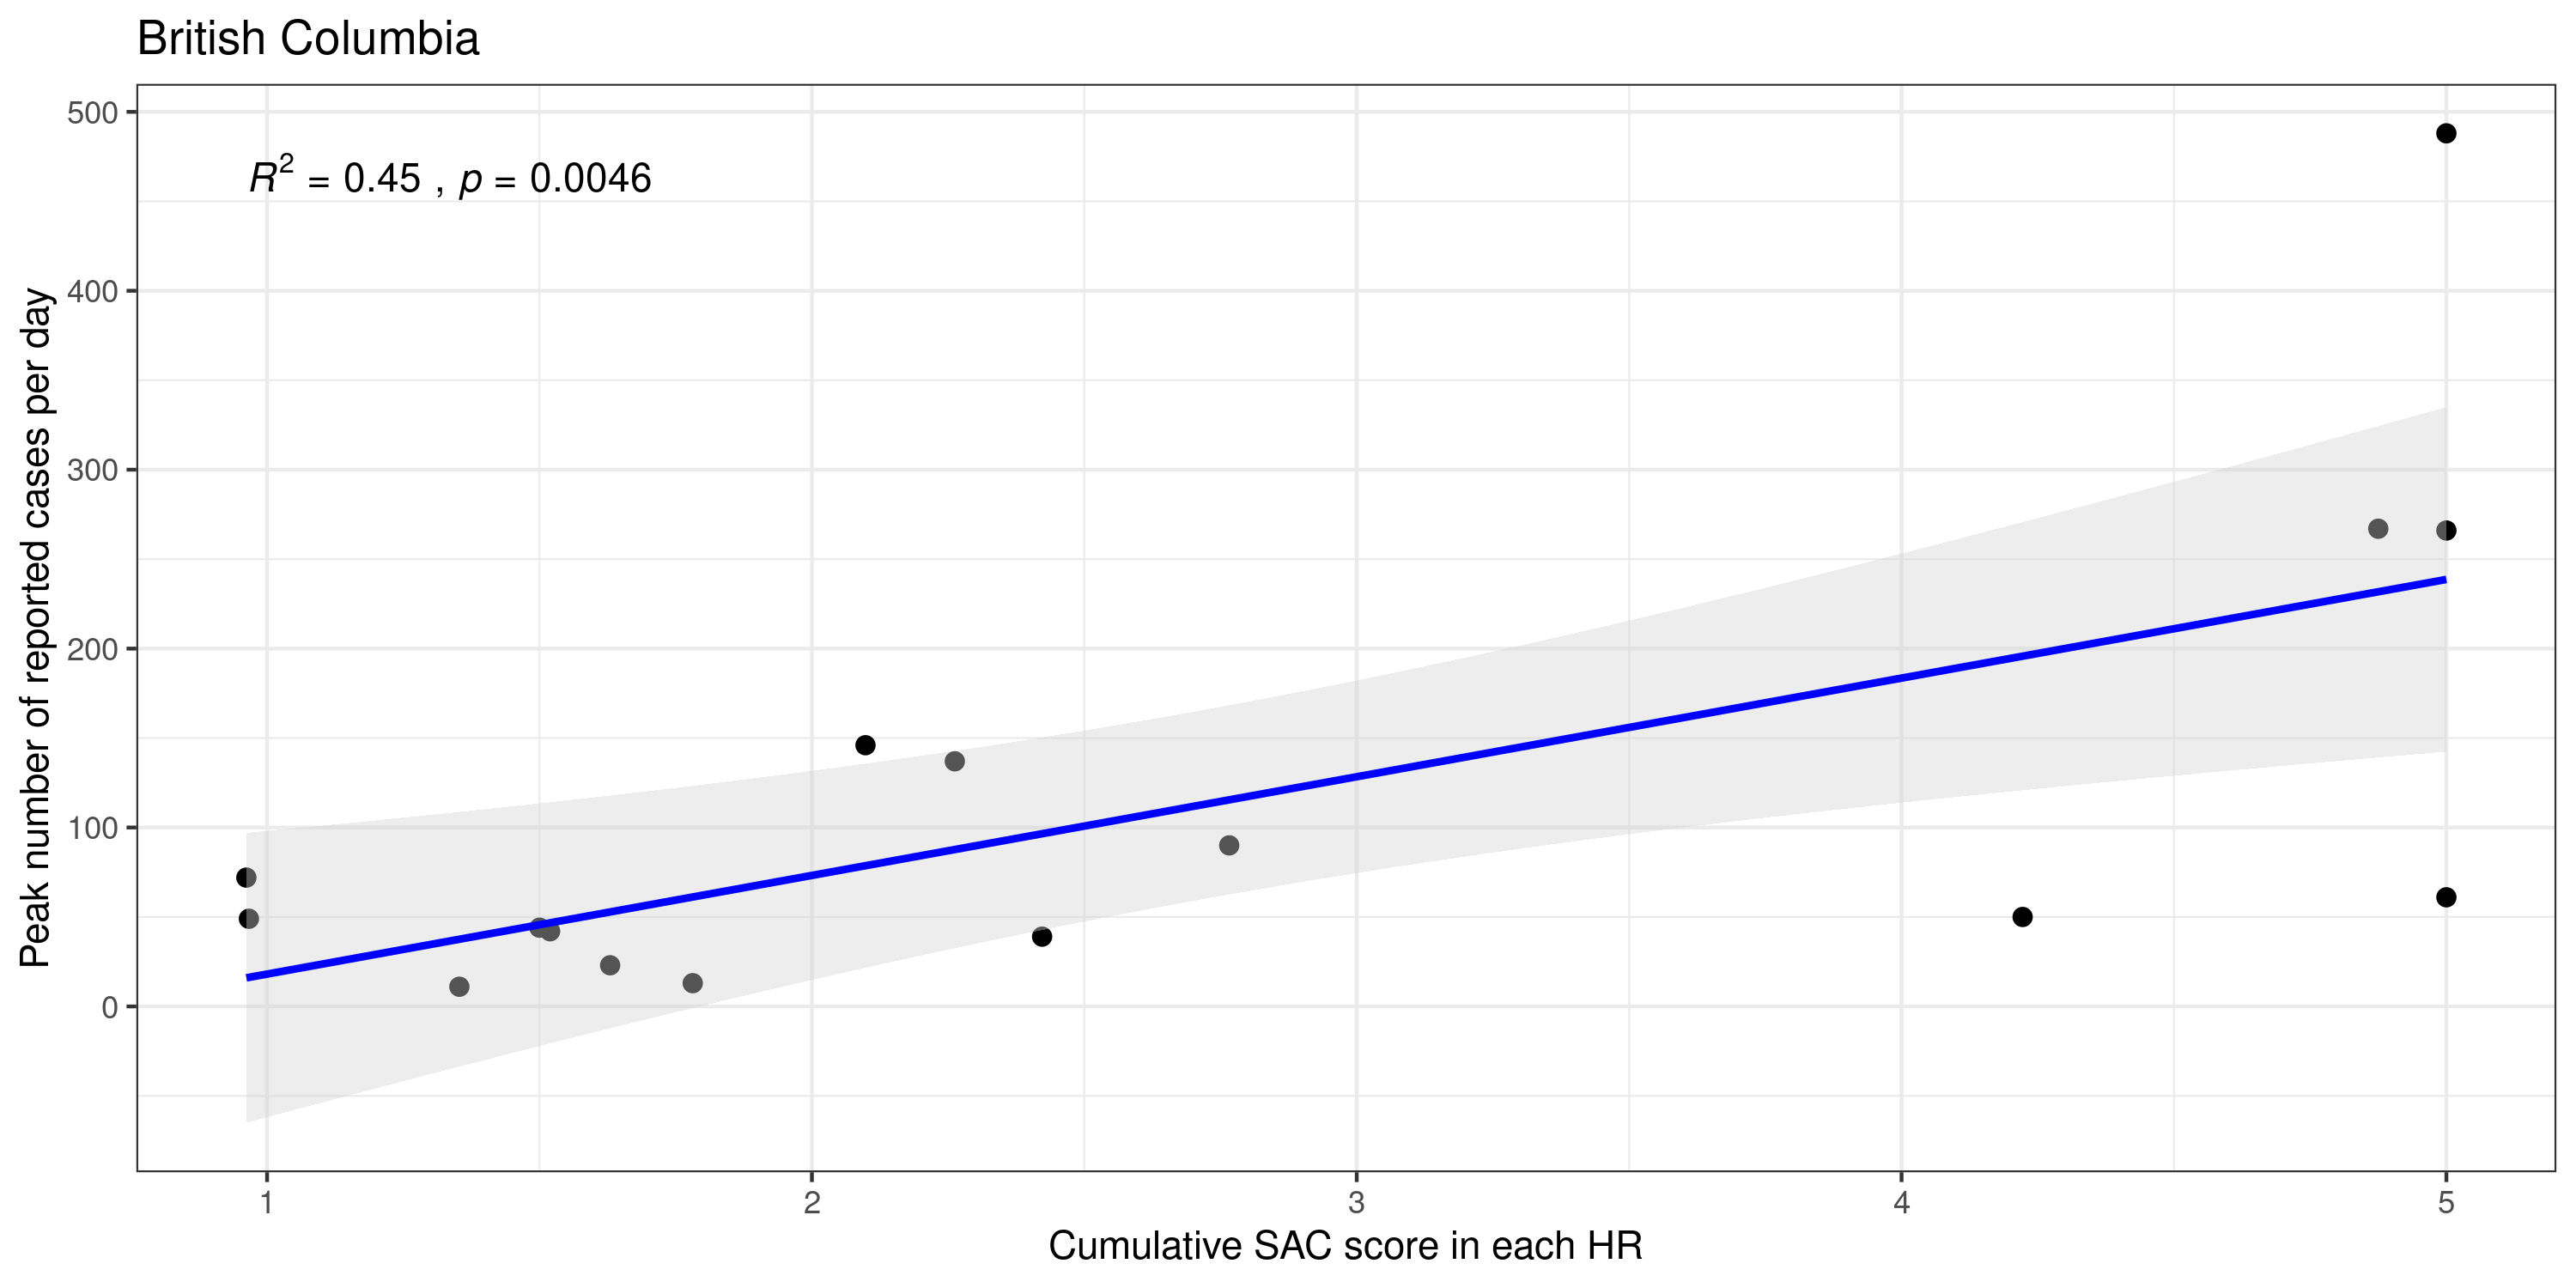 British Columbia
R² = 0.45 , p = 0.0046
Peak number of reported cases per day
500
400
300
200
100
0
1 2 3 4 5
Cumulative SAC score in each HR